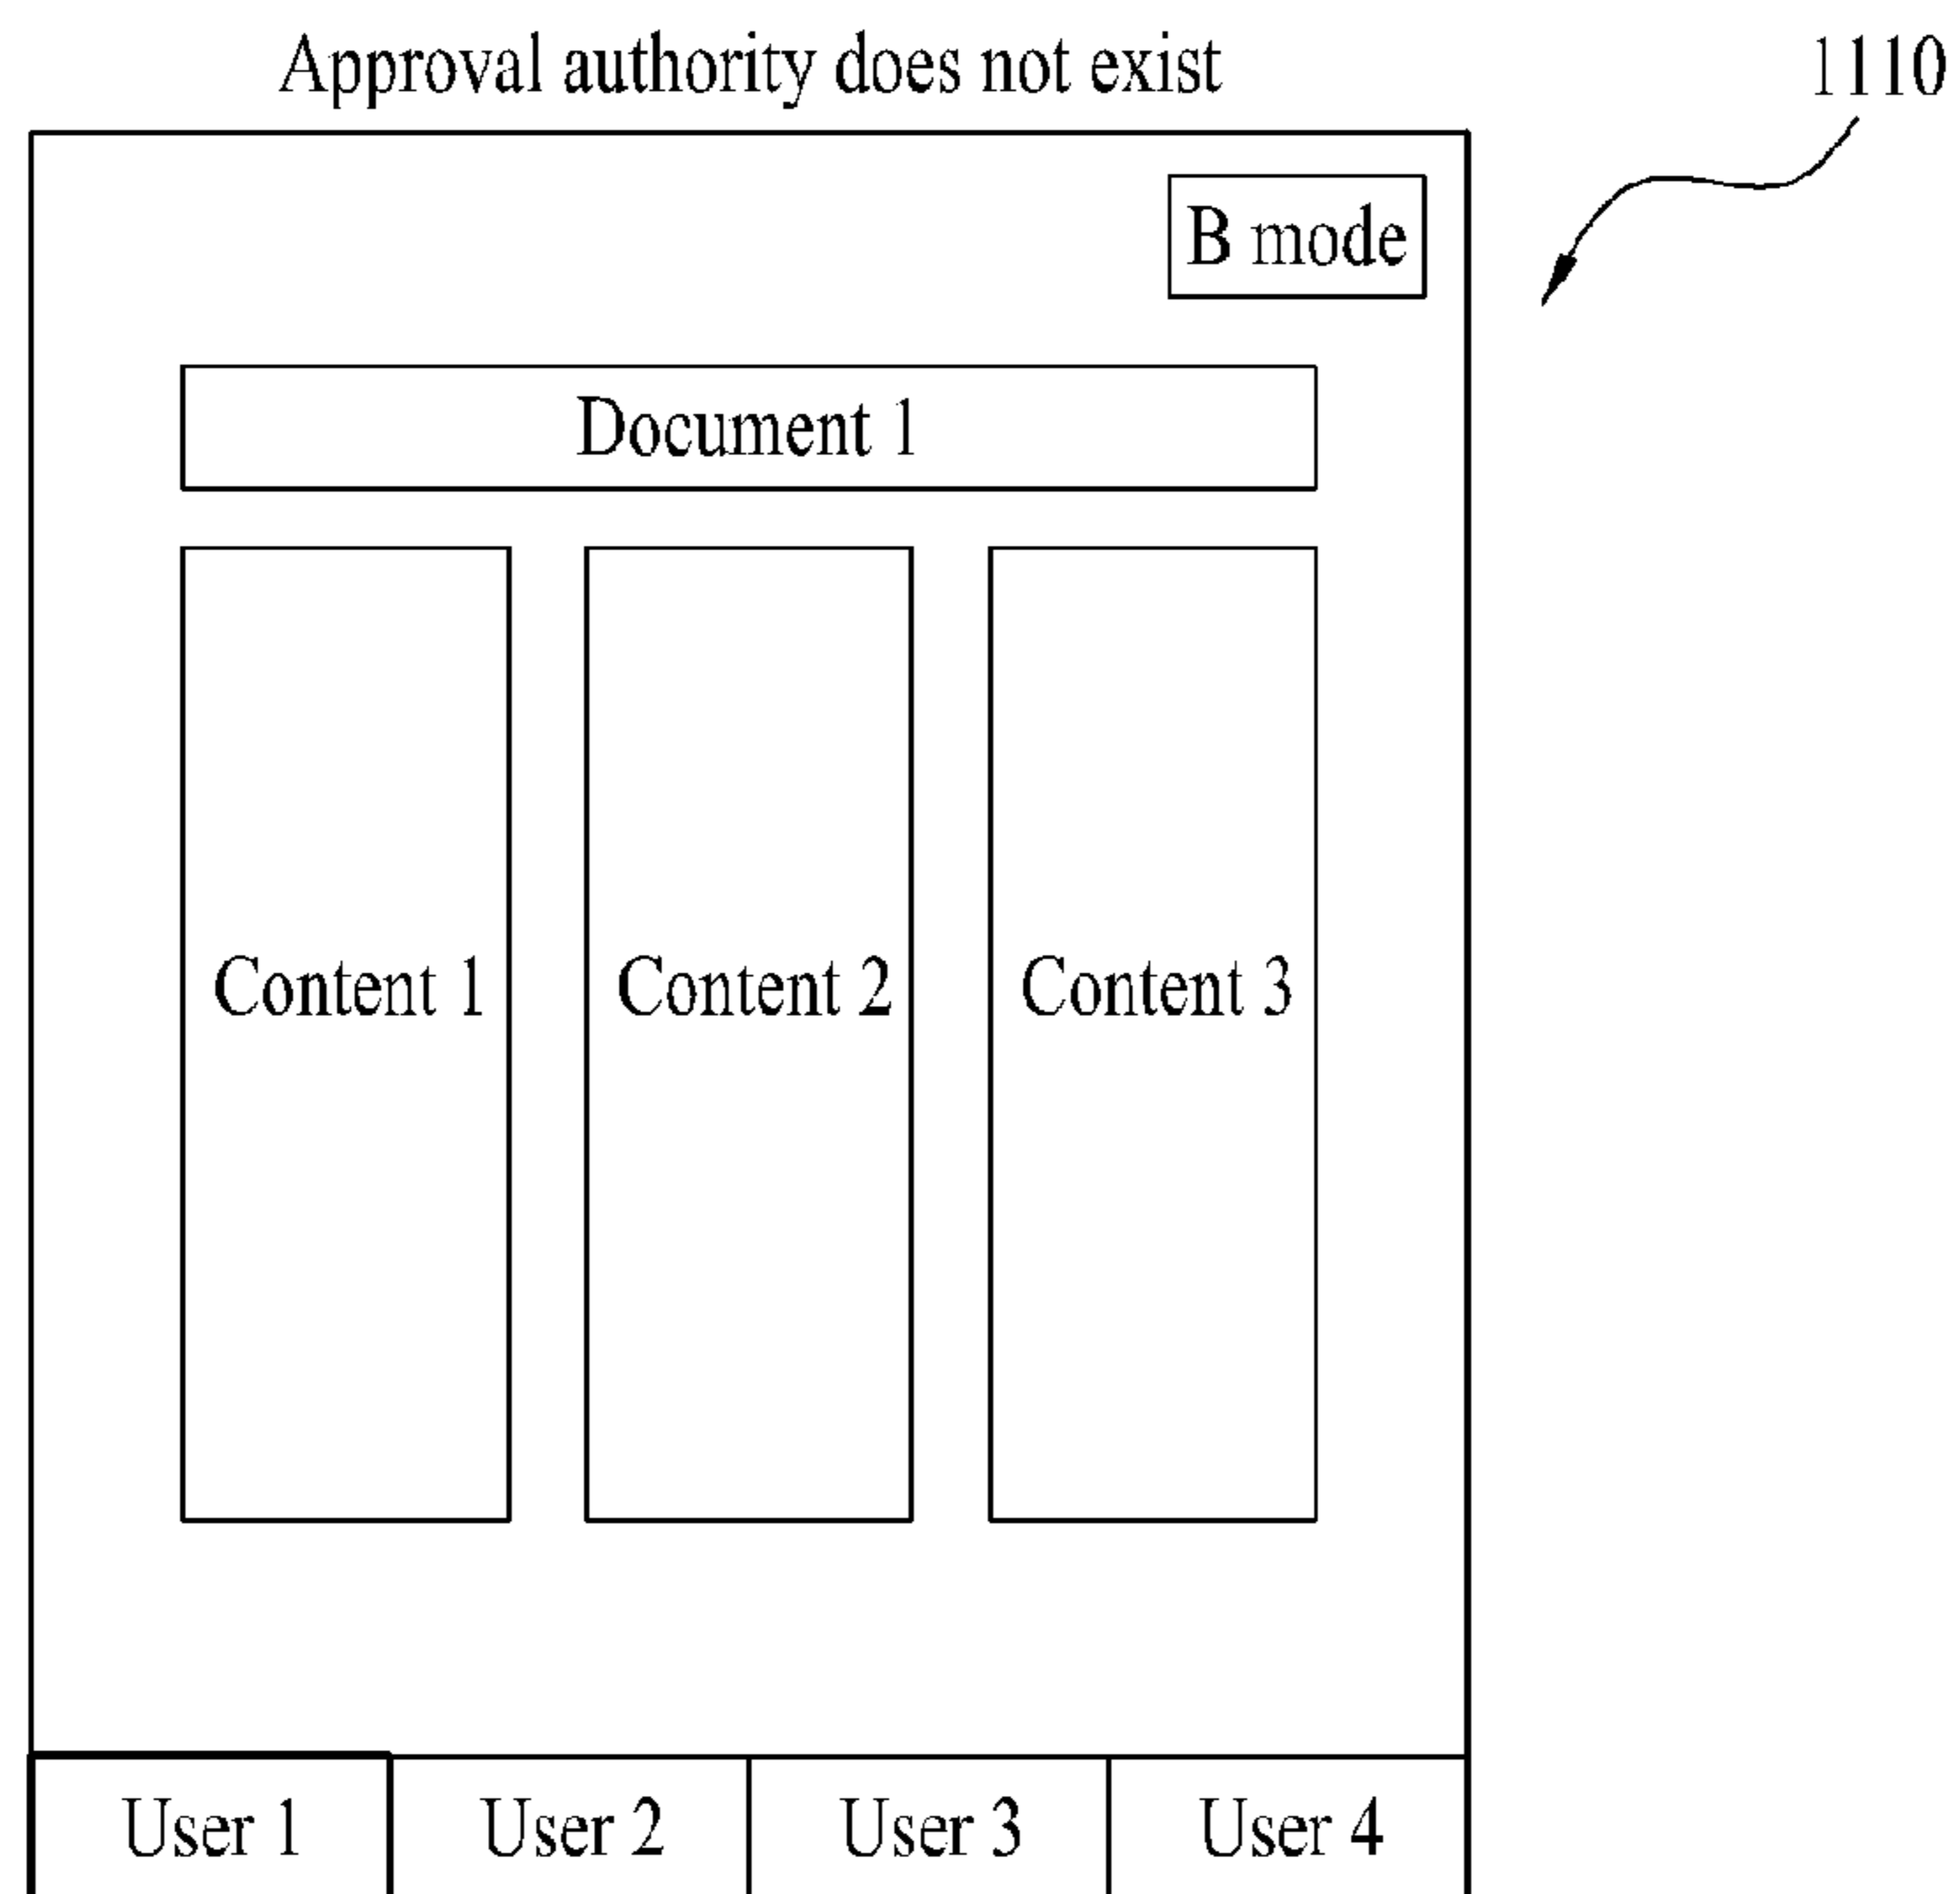 Approval authority does not exist
1110
B mode
Document 1
Content 1
Content 2
Content 3
User 1
User 2
User 3
User 4